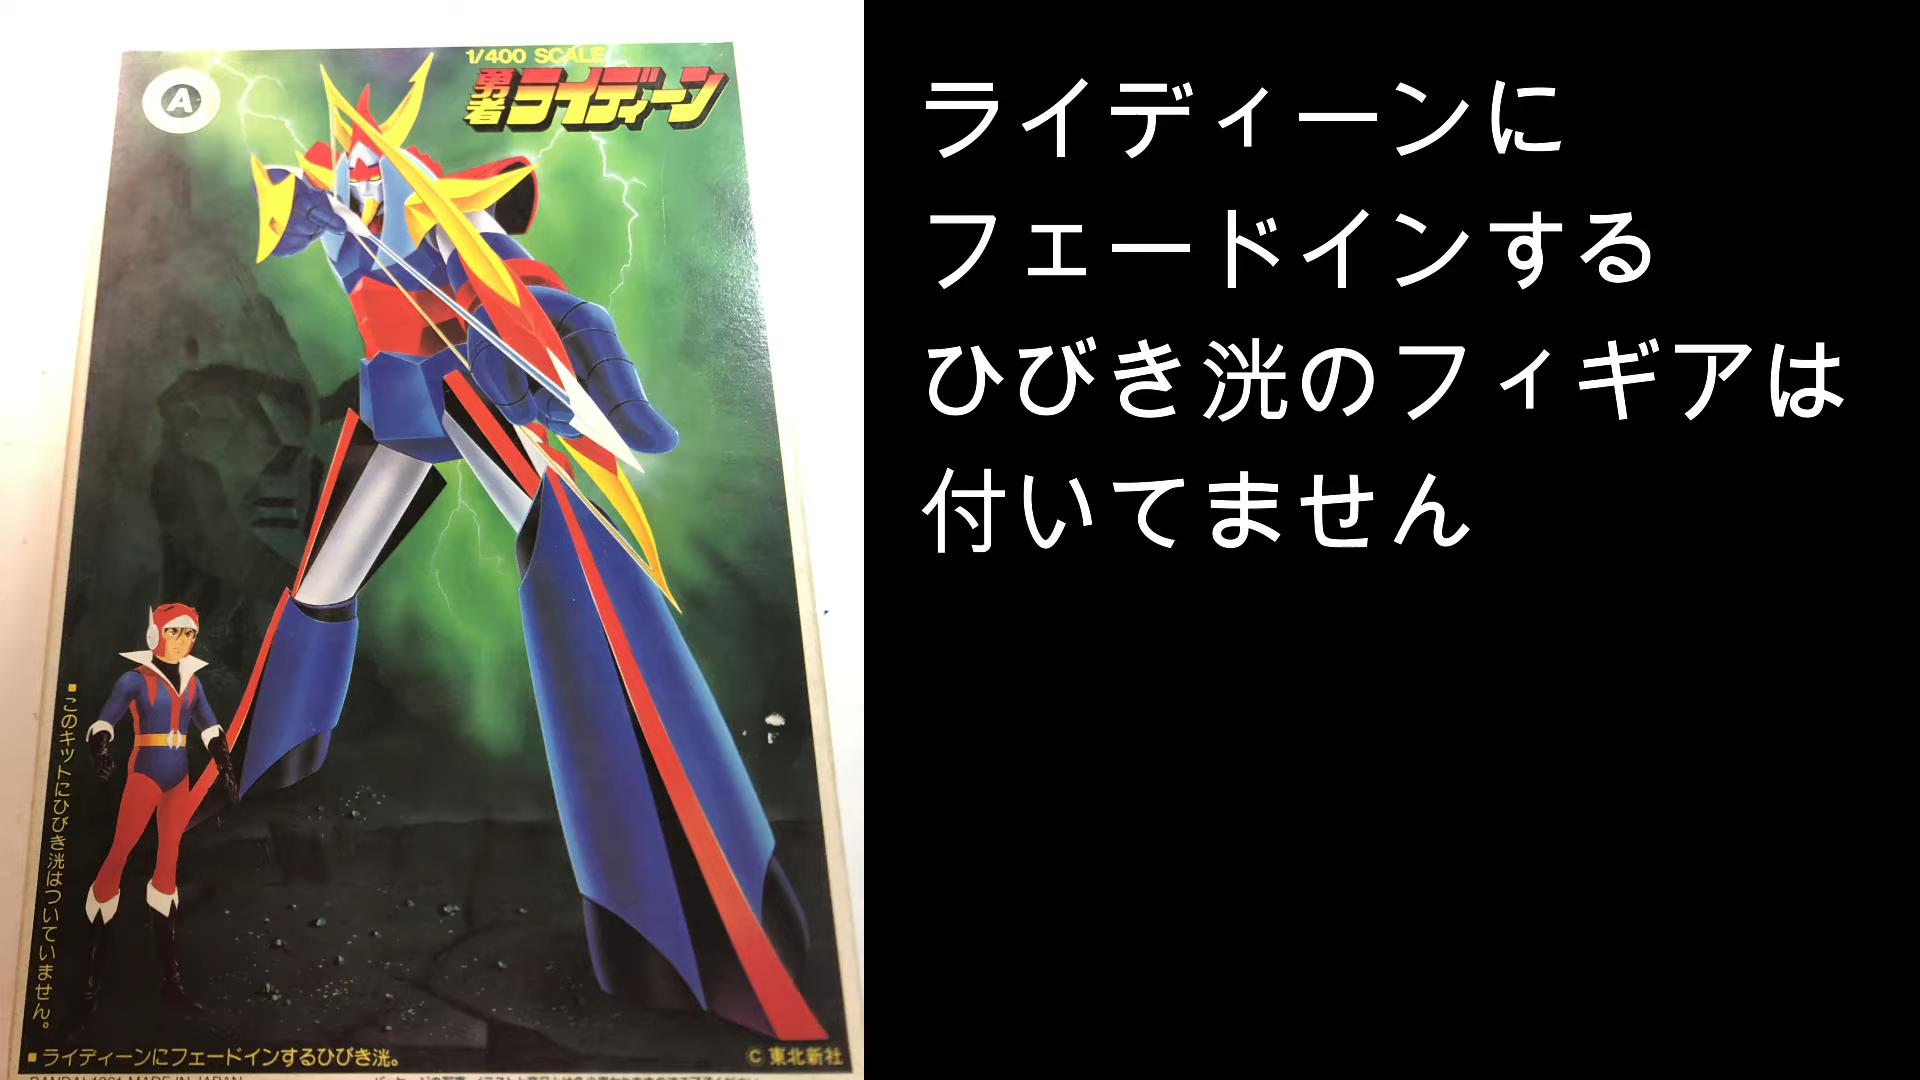 1/400 SCALE
勇者ライディーン
A
■このキットにひびき洸はついていません。
■ライディーンにフェードインするひびき洸。
© 東北新社
ライディーンに
フェードインする
ひびき洸のフィギアは
付いてません